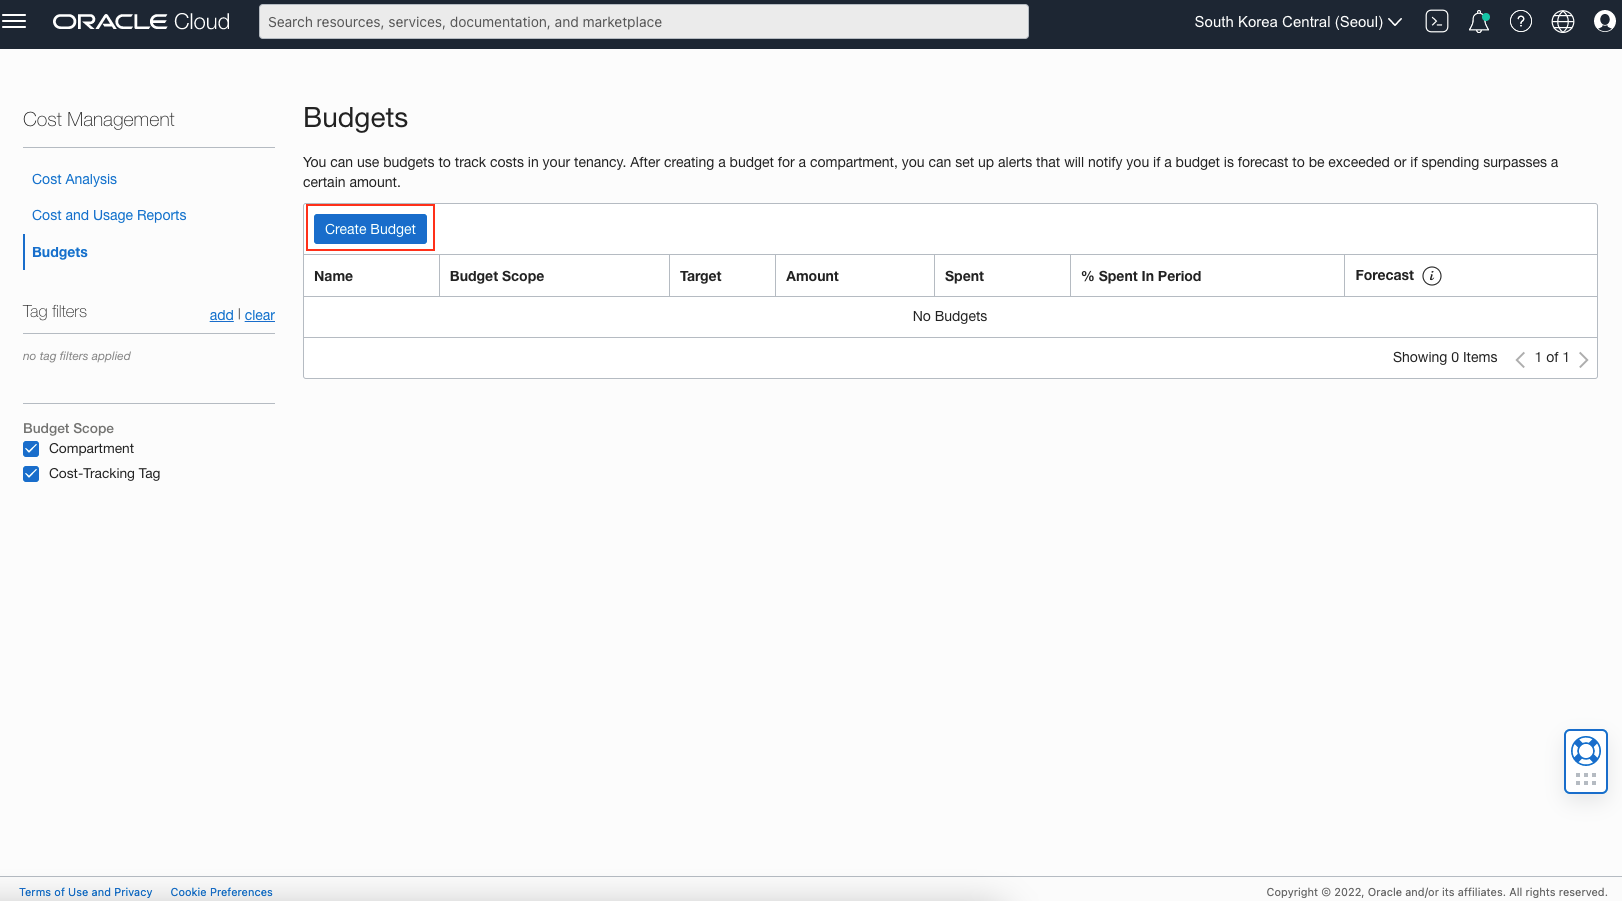 ORACLE Cloud
Search resources, services, documentation, and marketplace
South Korea Central (Seoul)
Cost Management
Cost Analysis
Cost and Usage Reports
Budgets
Tag filters
add | clear
no tag filters applied
Budget Scope
Compartment
Cost-Tracking Tag
Budgets
You can use budgets to track costs in your tenancy. After creating a budget for a compartment, you can set up alerts that will notify you if a budget is forecast to be exceeded or if spending surpasses a
certain amount.
Create Budget
Name Budget Scope Target Amount Spent % Spent In Period Forecast i
No Budgets
Showing 0 Items < 1 of 1 >
Terms of Use and Privacy Cookie Preferences
Copyright © 2022, Oracle and/or its affiliates. All rights reserved.